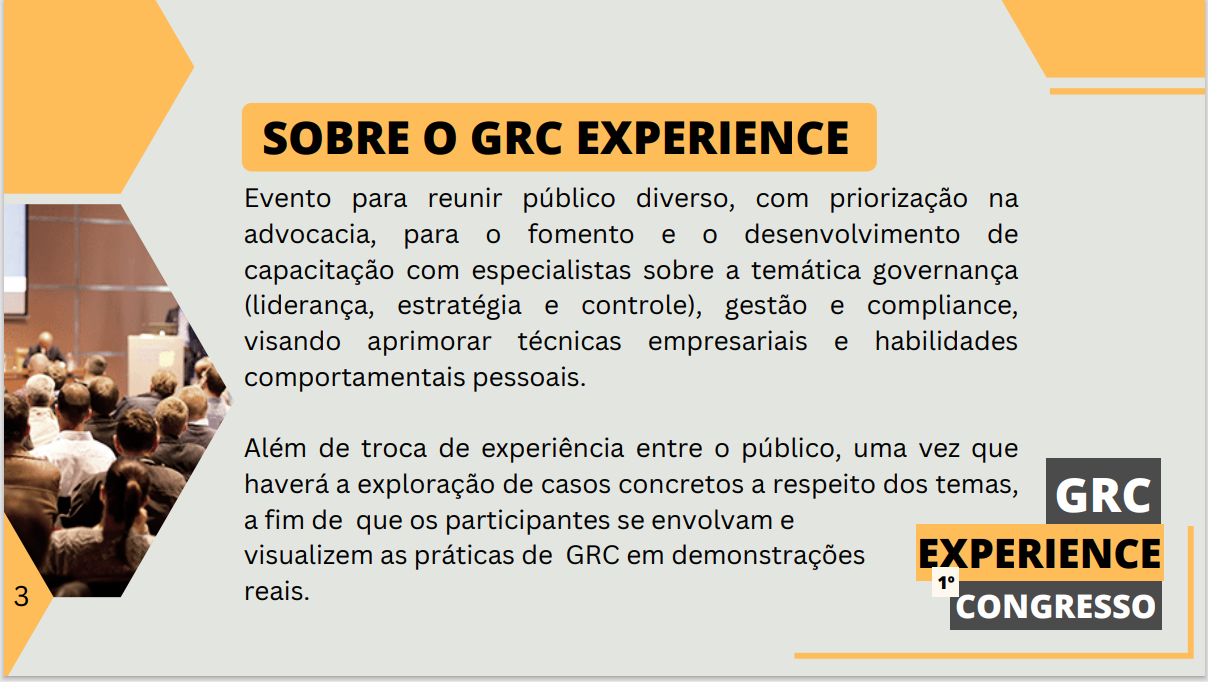 SOBRE O GRC EXPERIENCE
Evento para reunir público diverso, com priorização na
advocacia, para o fomento e o desenvolvimento de
capacitação com especialistas sobre a temática governança
(liderança, estratégia e controle), gestão e compliance,
visando aprimorar técnicas empresariais e habilidades
comportamentais pessoais.
Além de troca de experiência entre o público, uma vez que
haverá a exploração de casos concretos a respeito dos temas,
a fim de  que os participantes se envolvam e
visualizem as práticas de  GRC em demonstrações
reais.
GRC
EXPERIENCE
1º
CONGRESSO
3